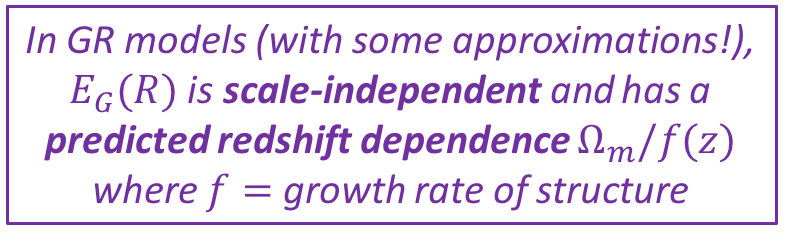 In GR models (with some approximations!),
E_G(R) is scale-independent and has a
predicted redshift dependence Ω_m/f(z)
where f = growth rate of structure